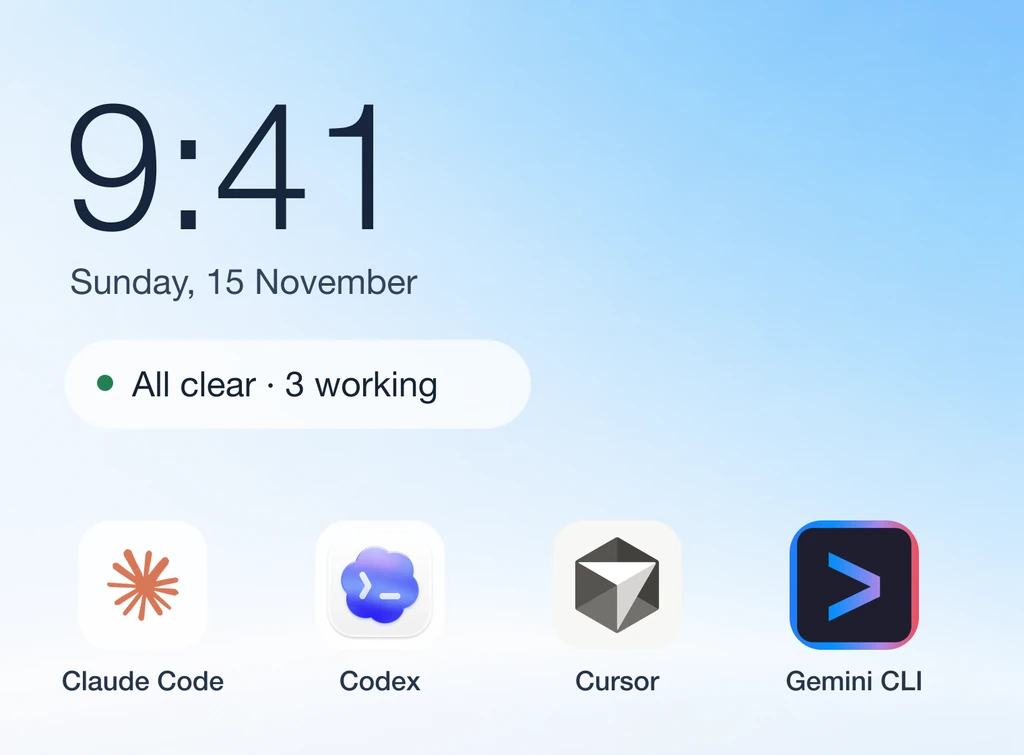 9:41
Sunday, 15 November
All clear · 3 working
Claude Code
Codex
Cursor
Gemini CLI